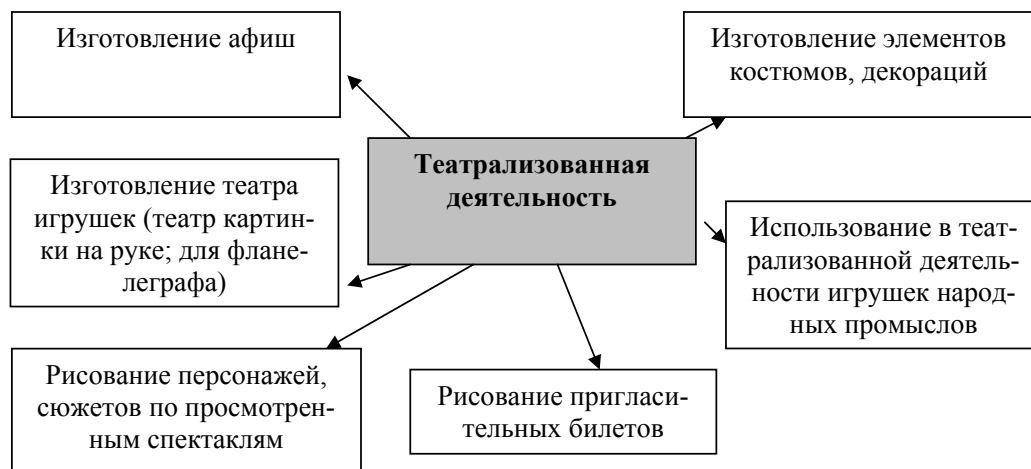 Изготовление афиш
Изготовление элементов
костюмов, декораций
Театрализованная
деятельность
Изготовление театра
игрушек (театр картин-
ки на руке; для флане-
леграфа)
Использование в теат-
рализованной деятель-
ности игрушек народ-
ных промыслов
Рисование персонажей,
сюжетов по просмотрен-
ным спектаклям
Рисование пригласи-
тельных билетов